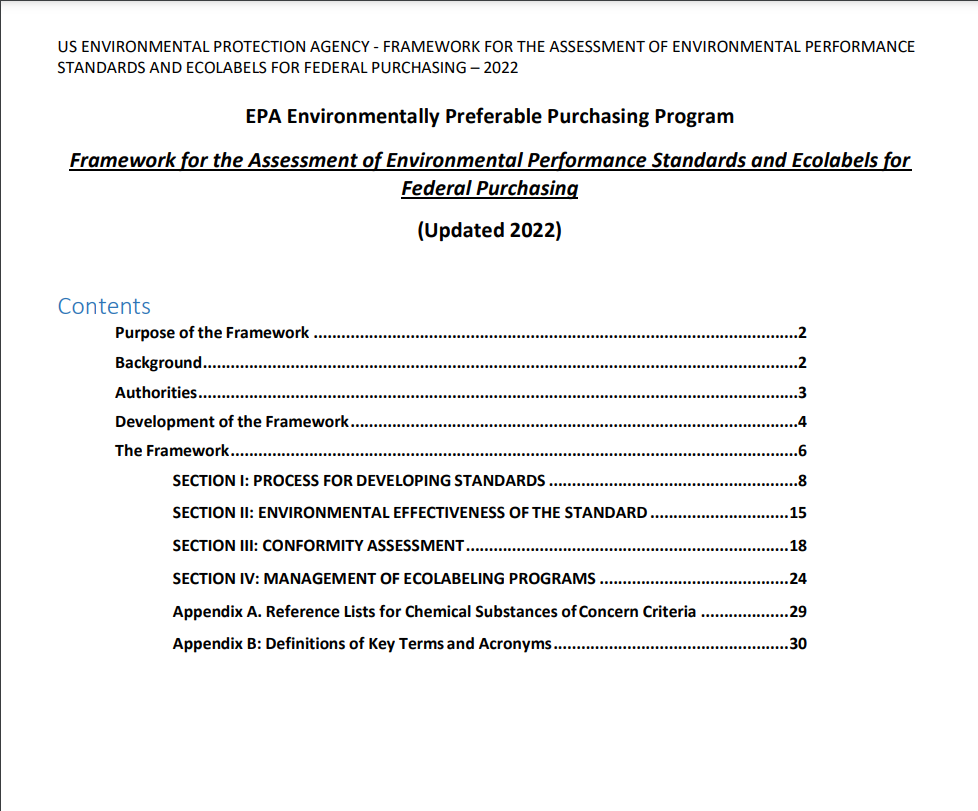 US ENVIRONMENTAL PROTECTION AGENCY - FRAMEWORK FOR THE ASSESSMENT OF ENVIRONMENTAL PERFORMANCE
STANDARDS AND ECOLABELS FOR FEDERAL PURCHASING – 2022
EPA Environmentally Preferable Purchasing Program
Framework for the Assessment of Environmental Performance Standards and Ecolabels for
Federal Purchasing
(Updated 2022)
Contents
Purpose of the Framework ........................................................................................................2
Background................................................................................................................................2
Authorities.................................................................................................................................3
Development of the Framework................................................................................................4
The Framework..........................................................................................................................6
SECTION I: PROCESS FOR DEVELOPING STANDARDS .....................................................8
SECTION II: ENVIRONMENTAL EFFECTIVENESS OF THE STANDARD..............................15
SECTION III: CONFORMITY ASSESSMENT......................................................................18
SECTION IV: MANAGEMENT OF ECOLABELING PROGRAMS .........................................24
Appendix A. Reference Lists for Chemical Substances of Concern Criteria ...................29
Appendix B: Definitions of Key Terms and Acronyms...................................................30